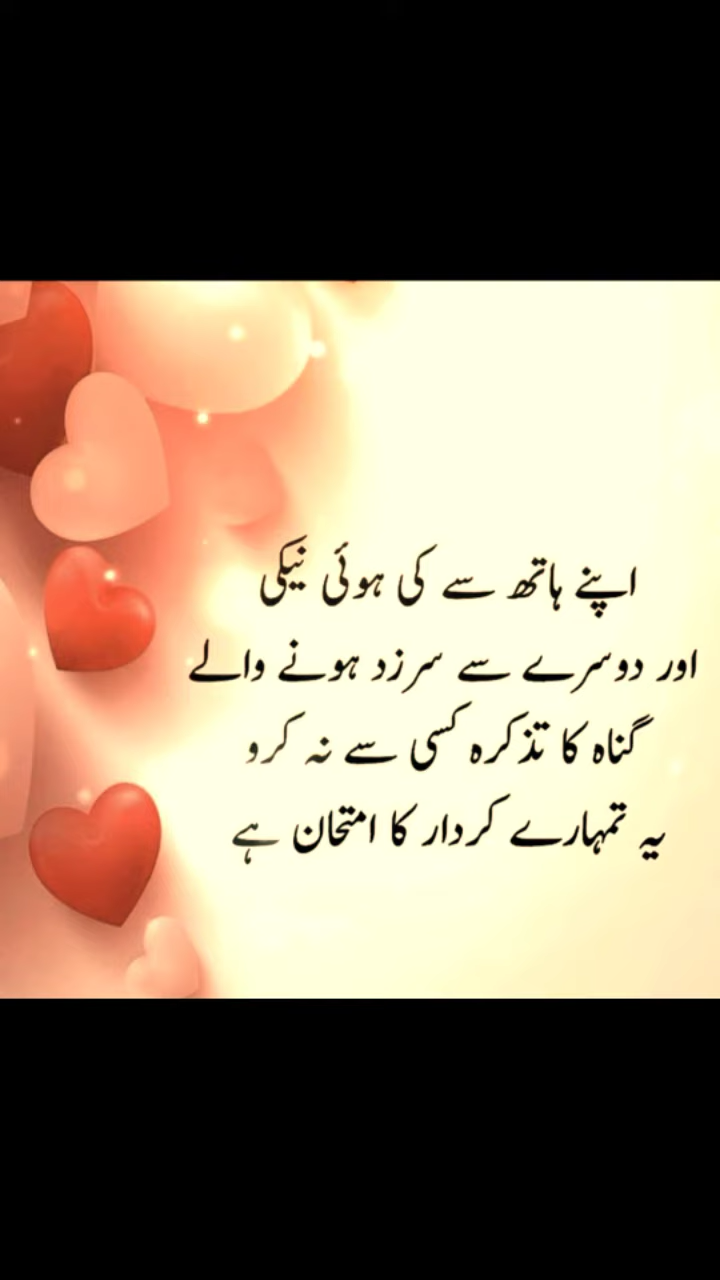 اپنے ہاتھ سے کی ہوئی نیکی
اور دوسرے سے سرزد ہونے والے
گناہ کا تذکرہ کسی سے نہ کرو
یہ تمہارے کردار کا امتحان ہے